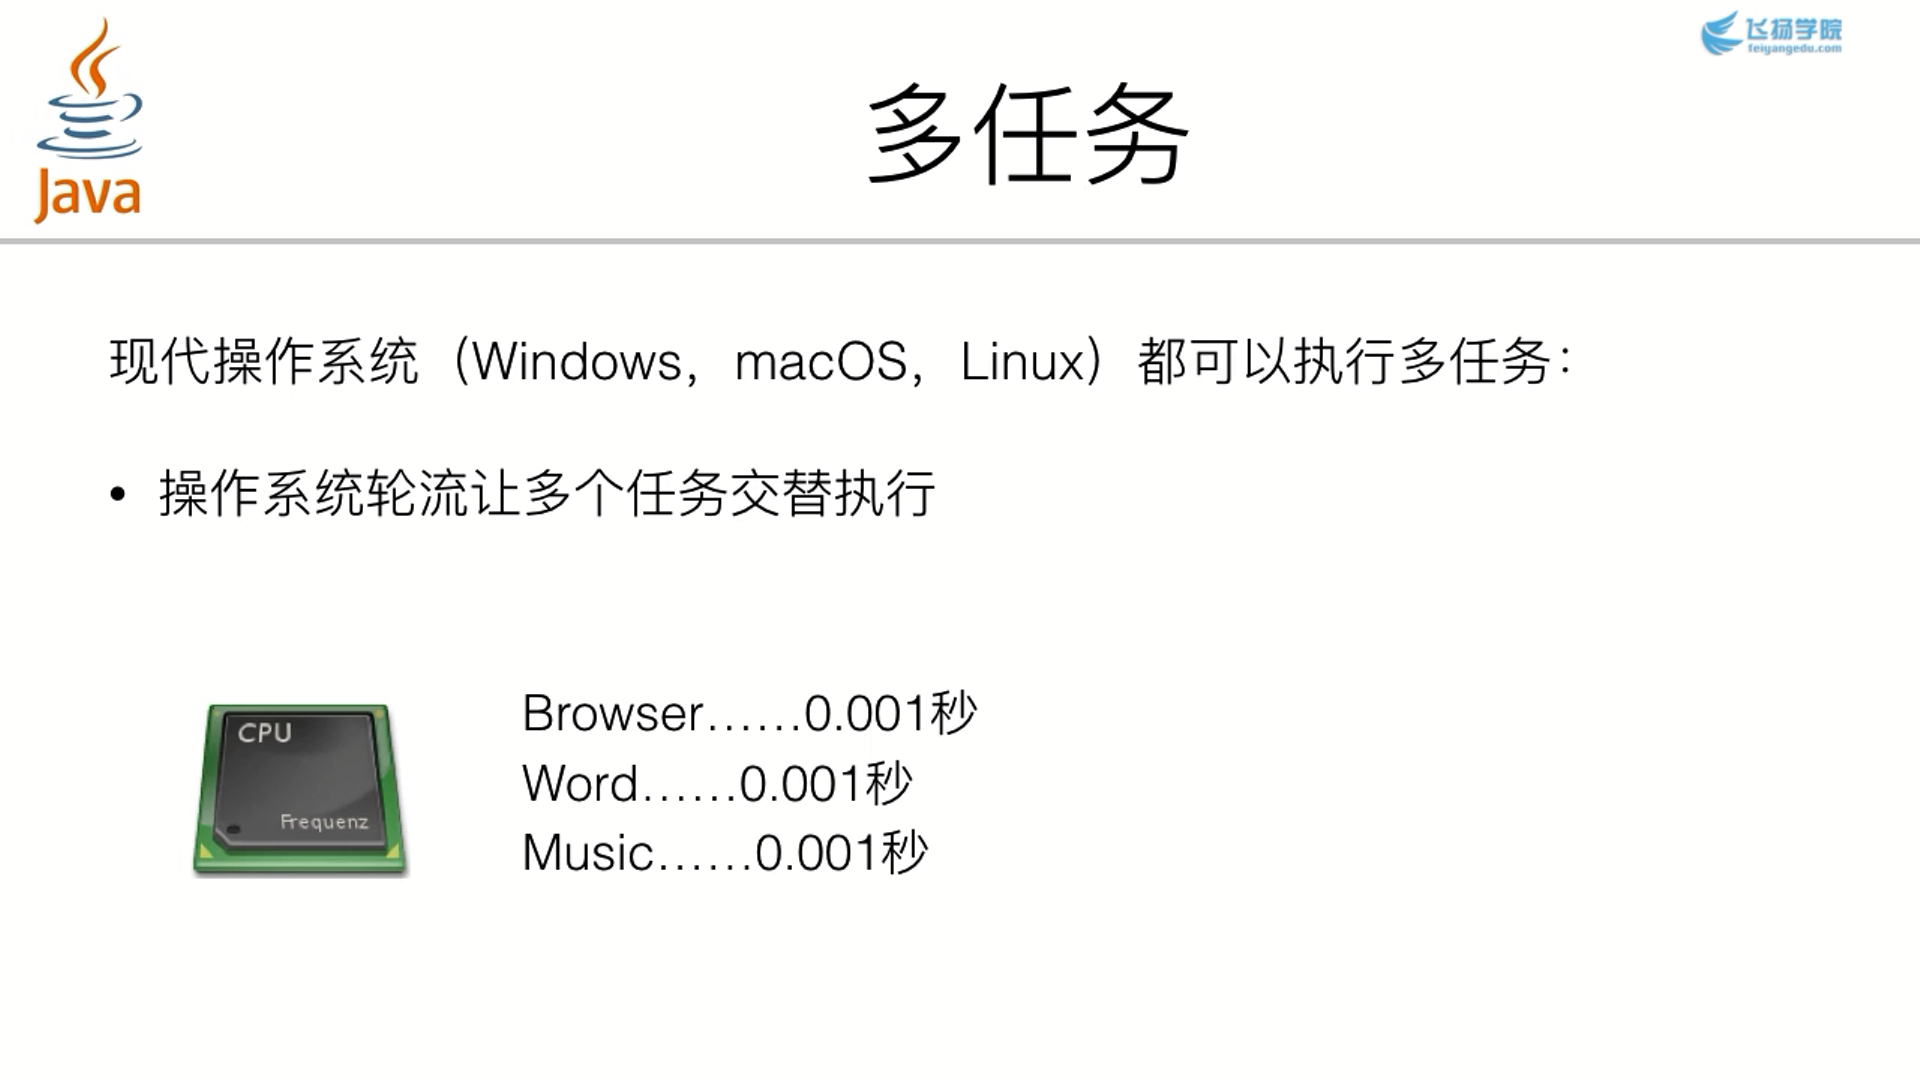 飞扬学院
feiyangedu.com
Java
多任务
现代操作系统（Windows，macOS，Linux）都可以执行多任务：
• 操作系统轮流让多个任务交替执行
CPU
Frequenz
Browser……0.001秒
Word……0.001秒
Music……0.001秒